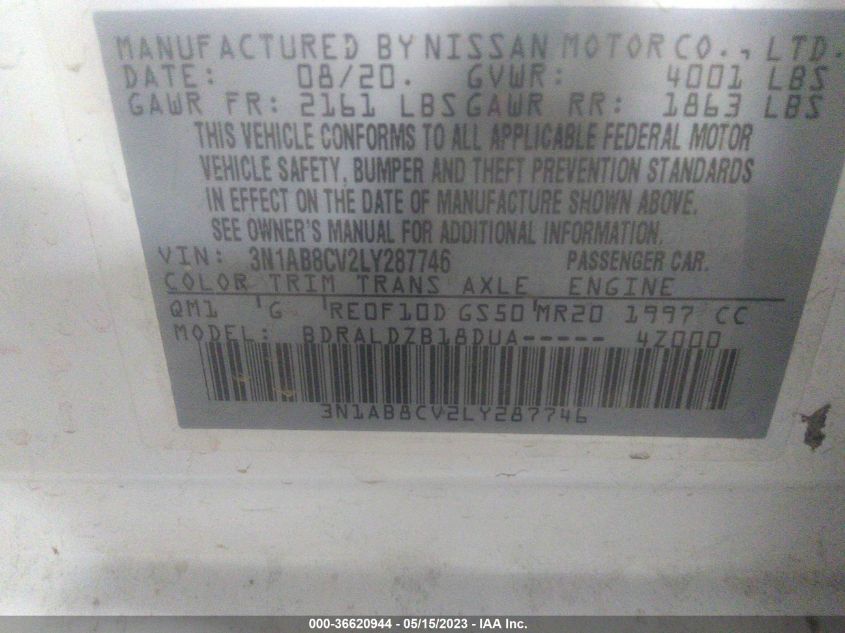 MANUFACTURED BY NISSAN MOTOR CO., LTD.
DATE: 08/20. GVWR: 4001 LBS
GAWR FR: 2161 LBS GAWR RR: 1863 LBS
THIS VEHICLE CONFORMS TO ALL APPLICABLE FEDERAL MOTOR
VEHICLE SAFETY, BUMPER AND THEFT PREVENTION STANDARDS
IN EFFECT ON THE DATE OF MANUFACTURE SHOWN ABOVE.
SEE OWNER'S MANUAL FOR ADDITIONAL INFORMATION.
VIN: 3N1AB8CV2LY287746 PASSENGER CAR.
COLOR TRIM TRANS AXLE ENGINE
QM1 ' G ' RE0F10D GS50 ' MR20 1997 CC
MODEL: BDRALDZB18DUA----- 4Z000
3N1AB8CV2LY287746
000-36620944 - 05/15/2023 - IAA Inc.